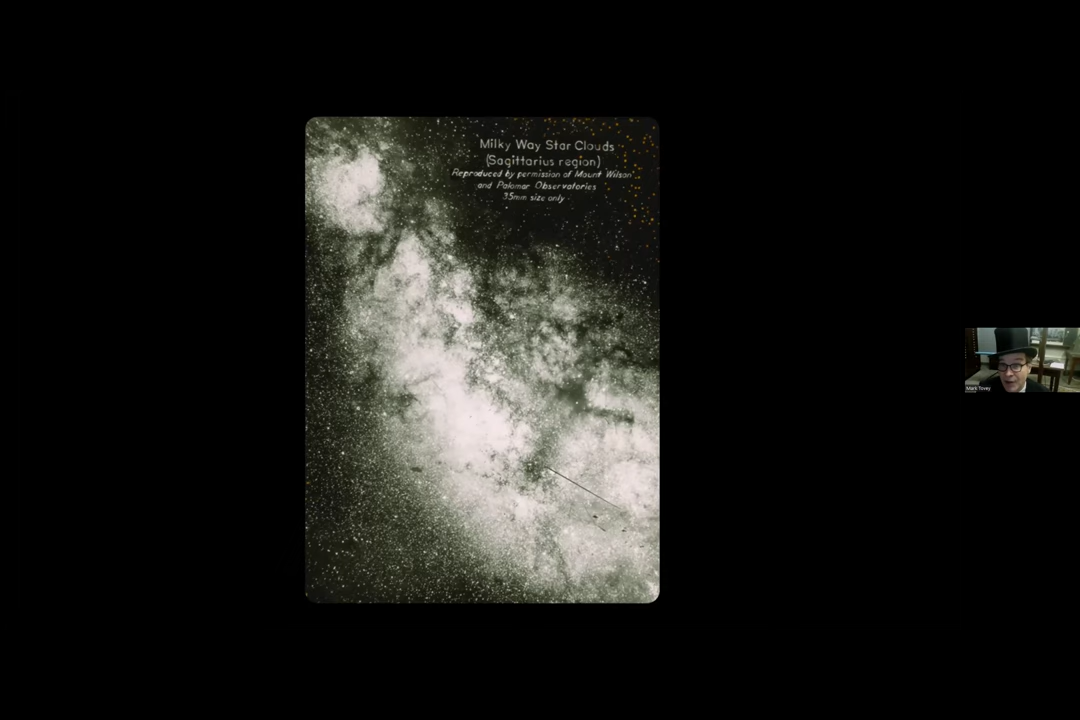 Milky Way Star Clouds
(Sagittarius region)
Reproduced by permission of Mount Wilson
and Palomar Observatories
35mm size only
Mark Tovey